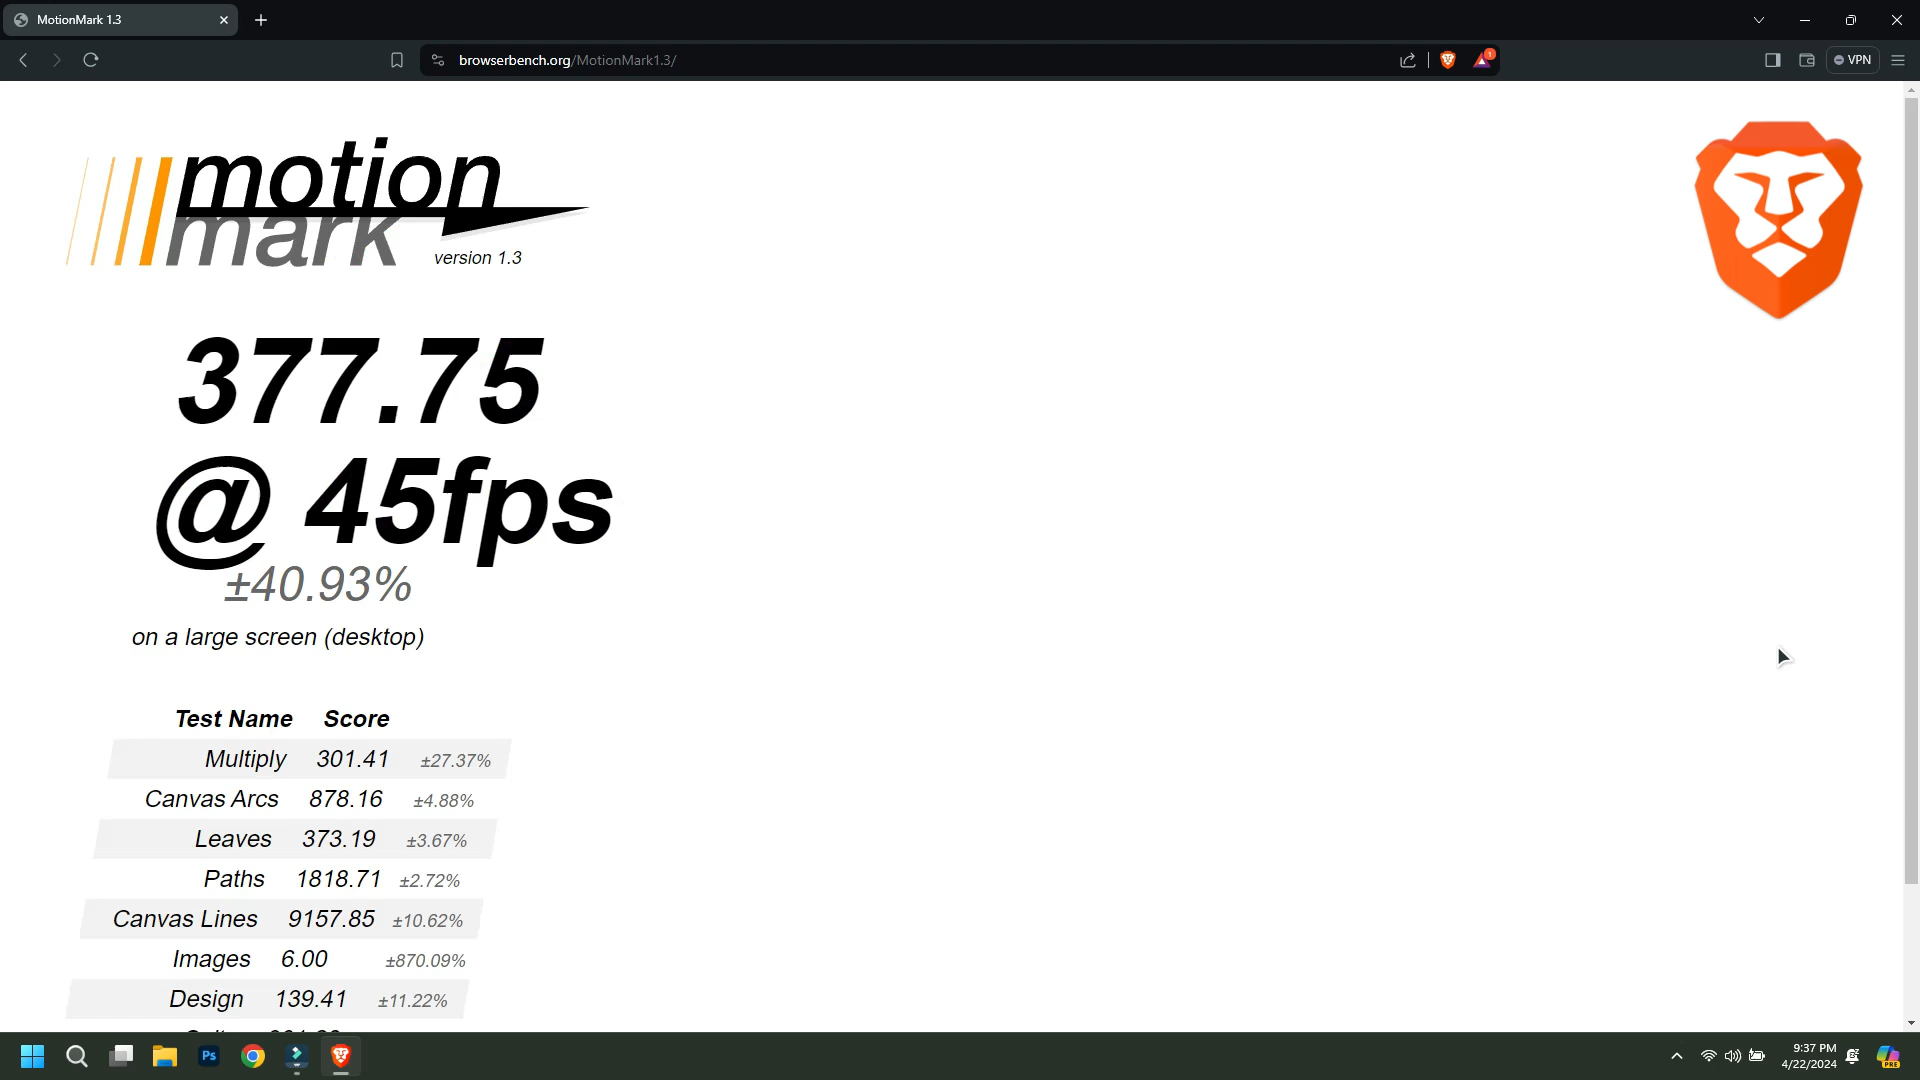 MotionMark 1.3
browserbench.org/MotionMark1.3/
1
VPN
motion
mark
version 1.3
377.75
@ 45fps
±40.93%
on a large screen (desktop)
Test Name Score
Multiply 301.41 ±27.37%
Canvas Arcs 878.16 ±4.88%
Leaves 373.19 ±3.67%
Paths 1818.71 ±2.72%
Canvas Lines 9157.85 ±10.62%
Images 6.00 ±870.09%
Design 139.41 ±11.22%
Ps
9:37 PM
4/22/2024
PRE